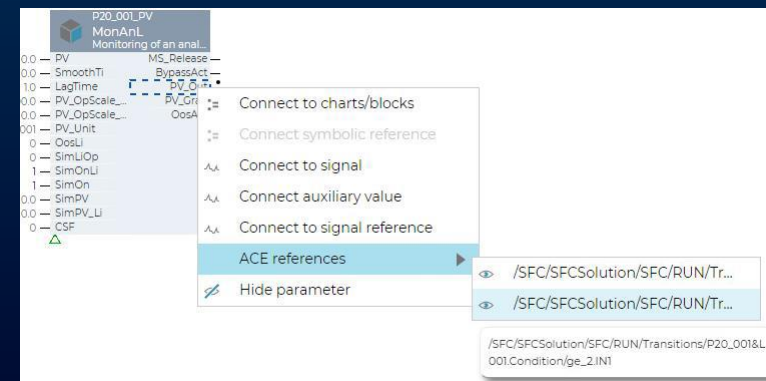 P20_001_PV
MonAnL
Monitoring of an anal...
0.0 PV MS_Release
0.0 SmoothTi BypassAct
1.0 LagTime PV_Out
0.0 PV_OpScale_... PV_Gra
0.0 PV_OpScale_... OosA
001 PV_Unit
0 OosLi
0 SimLiOp
1 SimOnLi
1 SimOn
0.0 SimPV
0.0 SimPV_Li
0 CSF
:= Connect to charts/blocks
:= Connect symbolic reference
Connect to signal
Connect auxiliary value
Connect to signal reference
ACE references
Hide parameter
/SFC/SFCSolution/SFC/RUN/Tr...
/SFC/SFCSolution/SFC/RUN/Tr...
/SFC/SFCSolution/SFC/RUN/Transitions/P20_001&L
001.Condition/ge_2.IN1